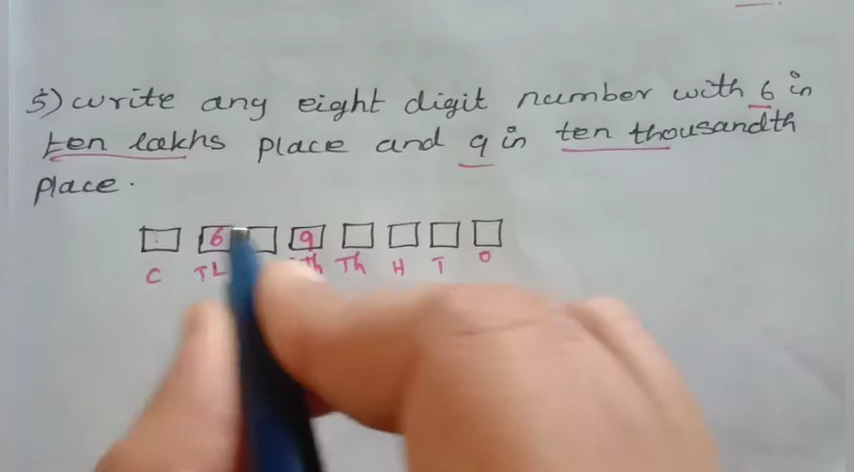 5) write any eight digit number with 6 in
ten lakhs place and 9 in ten thousandth
place.
6 9
C TL Th H T O